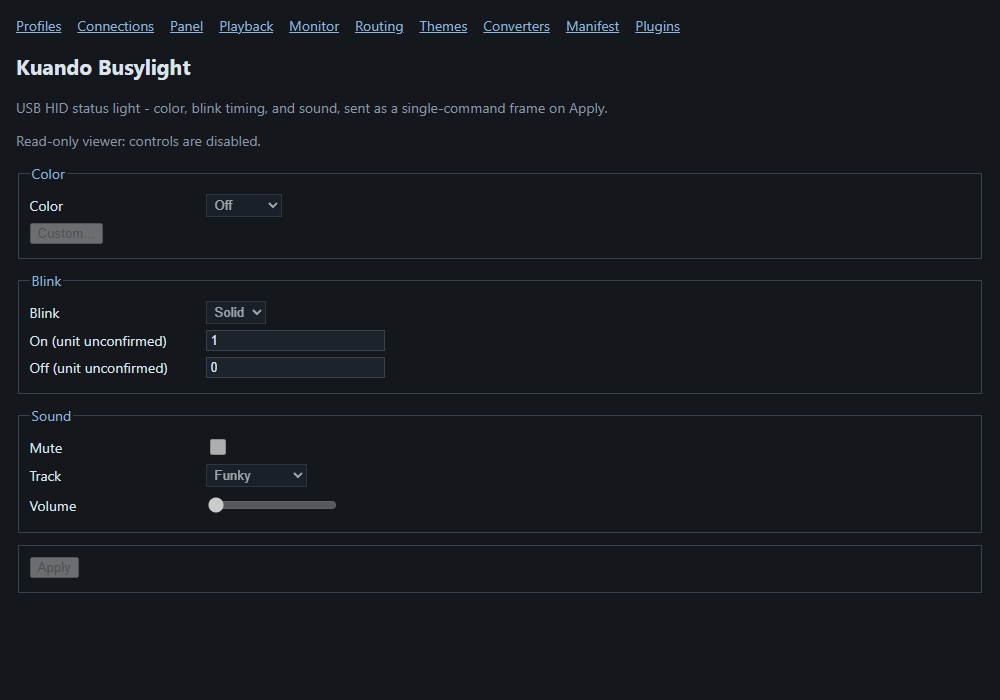 Profiles Connections Panel Playback Monitor Routing Themes Converters Manifest Plugins
Kuando Busylight
USB HID status light - color, blink timing, and sound, sent as a single-command frame on Apply.
Read-only viewer: controls are disabled.
Color
Color Off
Custom...
Blink
Blink Solid
On (unit unconfirmed) 1
Off (unit unconfirmed) 0
Sound
Mute
Track Funky
Volume
Apply